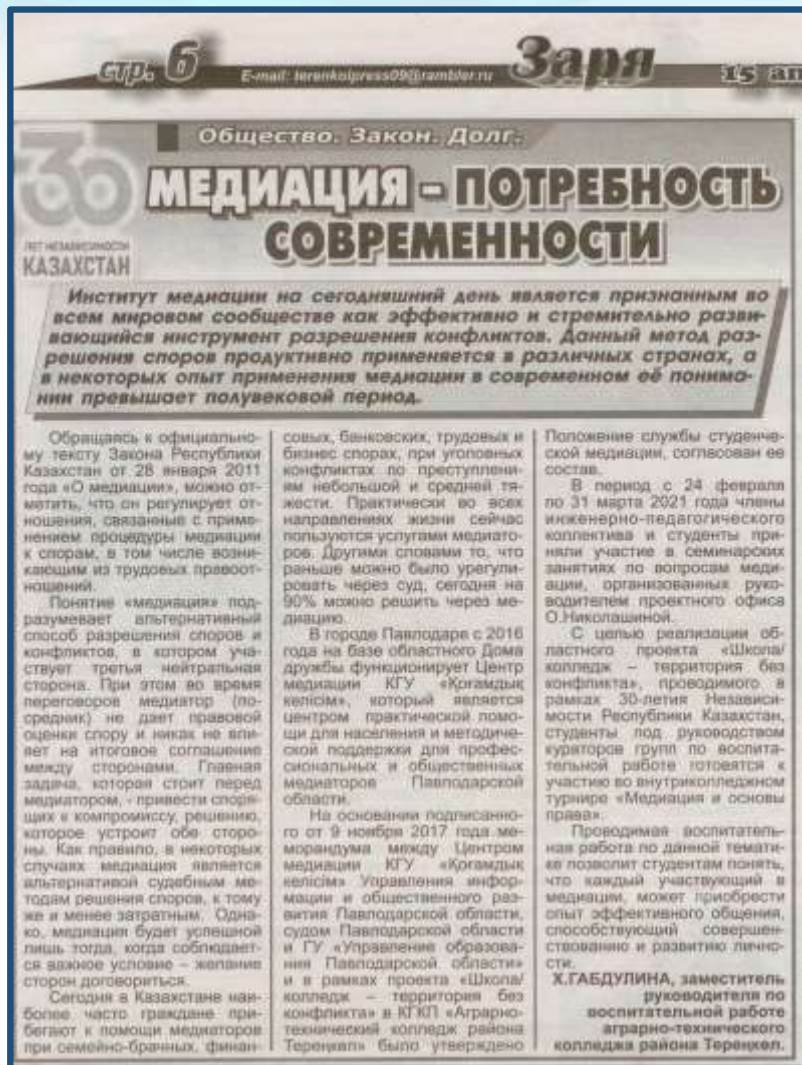 стр. 6
E-mail: terenkolpress09@rambler.ru
Заря
15 ап
Общество. Закон. Долг.
30
ЛЕТ НЕЗАВИСИМОСТИ
КАЗАХСТАН
МЕДИАЦИЯ – ПОТРЕБНОСТЬ
СОВРЕМЕННОСТИ
Институт медиации на сегодняшний день является признанным во
всем мировом сообществе как эффективно и стремительно разви-
вающийся инструмент разрешения конфликтов. Данный метод раз-
решения споров продуктивно применяется в различных странах, а
в некоторых опыт применения медиации в современном её понима-
нии превышает полувековой период.
Обращаясь к официально-
му тексту Закона Республики
Казахстан от 28 января 2011
года «О медиации», можно от-
метить, что он регулирует от-
ношения, связанные с приме-
нением процедуры медиации
к спорам, в том числе возни-
кающим из трудовых правоот-
ношений.
Понятие «медиация» под-
разумевает альтернативный
способ разрешения споров и
конфликтов, в котором уча-
ствует третья нейтральная
сторона. При этом во время
переговоров медиатор (по-
средник) не дает правовой
оценки спору и никак не вли-
яет на итоговое соглашение
между сторонами. Главная
задача, которая стоит перед
медиатором, - привести споря-
щих к компромиссу, решению,
которое устроит обе сторо-
ны. Как правило, в некоторых
случаях медиация является
альтернативой судебным ме-
тодам решения споров, к тому
же и менее затратным. Одна-
ко, медиация будет успешной
лишь тогда, когда соблюдает-
ся важное условие – желание
сторон договориться.
Сегодня в Казахстане наи-
более часто граждане при-
бегают к помощи медиаторов
при семейно-брачных, финан-
совых, банковских, трудовых и
бизнес спорах, при уголовных
конфликтах по преступлени-
ям небольшой и средней тя-
жести. Практически во всех
направлениях жизни сейчас
пользуются услугами медиато-
ров. Другими словами то, что
раньше можно было урегули-
ровать через суд, сегодня на
90% можно решить через ме-
диацию.
В городе Павлодаре с 2016
года на базе областного Дома
дружбы функционирует Центр
медиации КГУ «Қоғамдық
келісім», который является
центром практической помо-
щи для населения и методиче-
ской поддержки для профес-
сиональных и общественных
медиаторов Павлодарской
области.
На основании подписанно-
го от 9 ноября 2017 года ме-
морандума между Центром
медиации КГУ «Қоғамдық
келісім» Управления инфор-
мации и общественного раз-
вития Павлодарской области,
судом Павлодарской области
и ГУ «Управление образова-
ния Павлодарской области»
и в рамках проекта «Школа/
колледж – территория без
конфликта» в КГКП «Аграрно-
технический колледж района
Тереңкөл» было утверждено
Положение службы студенче-
ской медиации, согласован ее
состав.
В период с 24 февраля
по 31 марта 2021 года члены
инженерно-педагогического
коллектива и студенты при-
няли участие в семинарских
занятиях по вопросам меди-
ации, организованных руко-
водителем проектного офиса
О.Николашиной.
С целью реализации об-
ластного проекта «Школа/
колледж – территория без
конфликта», проводимого в
рамках 30-летия Независи-
мости Республики Казахстан,
студенты под руководством
кураторов групп по воспита-
тельной работе готовятся к
участию во внутриколледжном
турнире «Медиация и основы
права».
Проводимая воспитатель-
ная работа по данной темати-
ке позволит студентам понять,
что каждый участвующий в
медиации, может приобрести
опыт эффективного общения,
способствующий совершен-
ствованию и развитию лично-
сти.
Х.ГАБДУЛИНА, заместитель
руководителя по
воспитательной работе
аграрно-технического
колледжа района Тереңкөл.